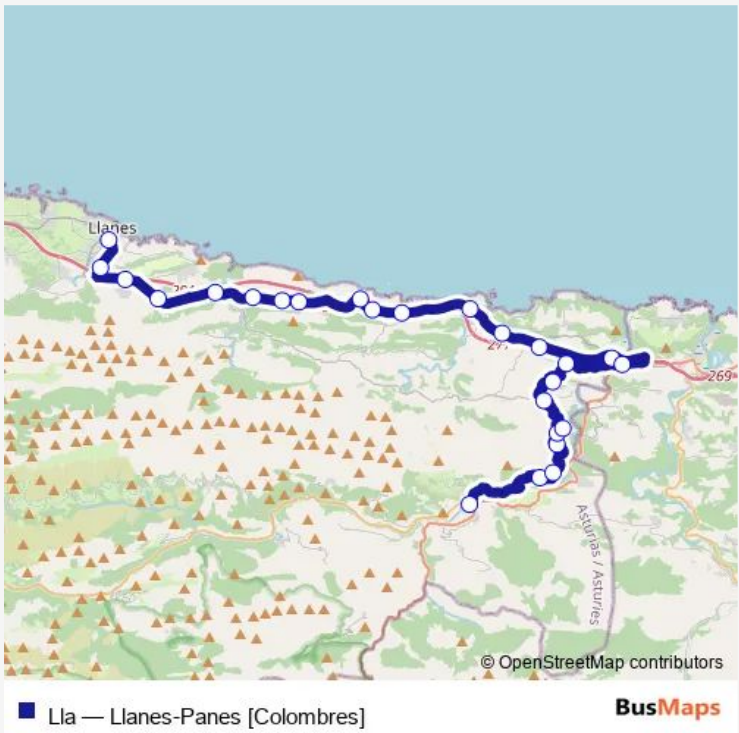 Llanes
269
Asturias / Asturies
© OpenStreetMap contributors
Lla — Llanes-Panes [Colombres]
BusMaps